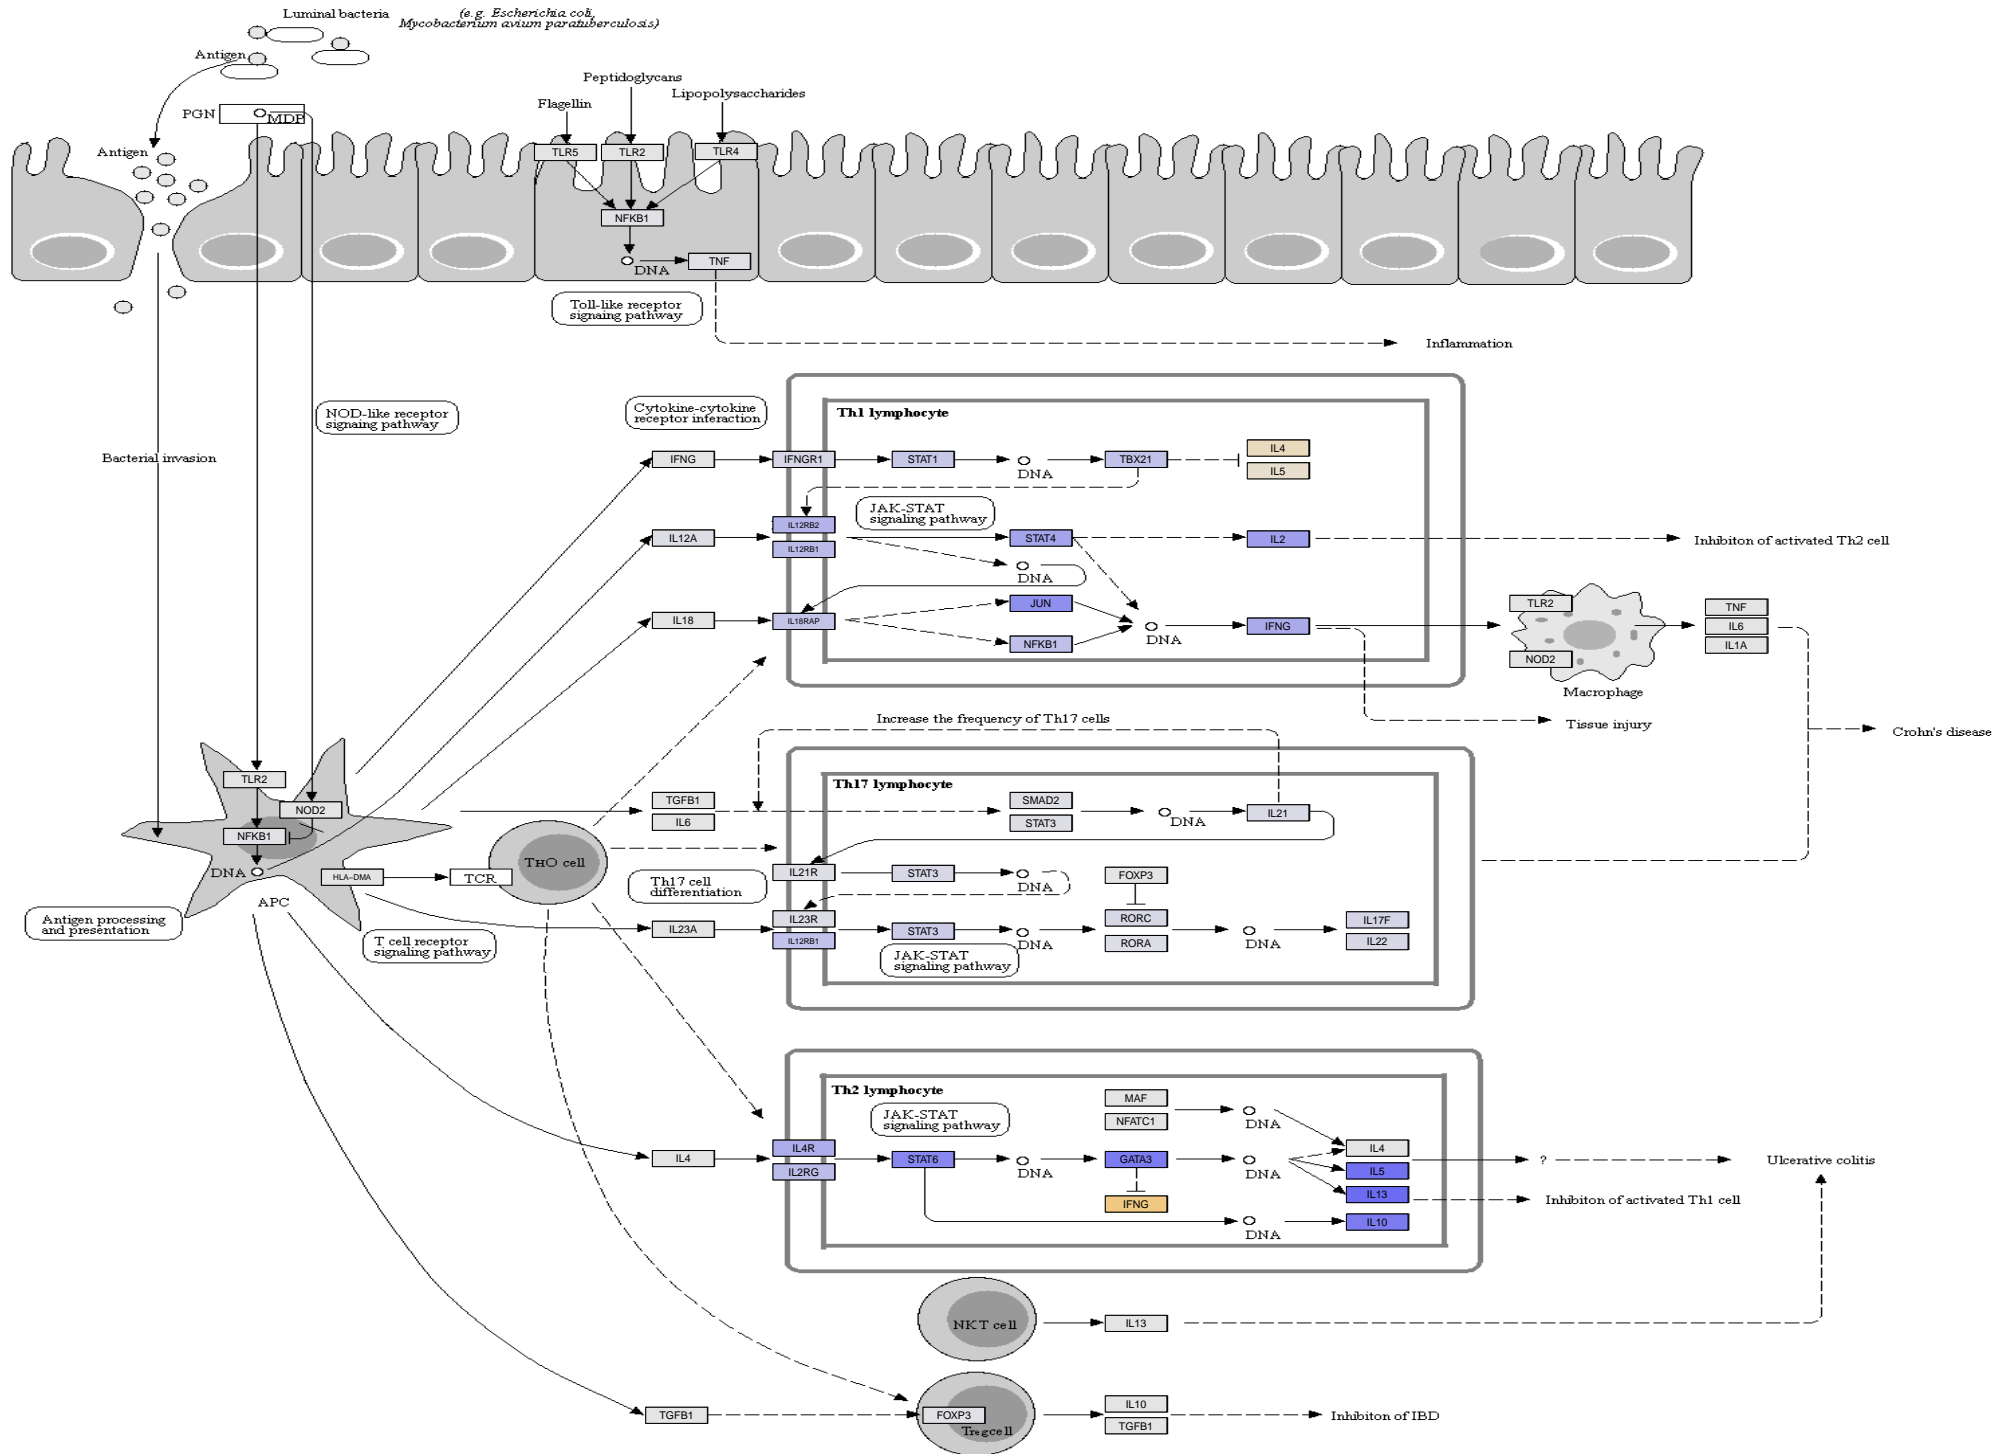 Luminal bacteria
(e.g. Escherichia coli,
Mycobacterium avium paratuberculosis)
Antigen
PGN
MDP
Antigen
Flagellin
Peptidoglycans
Lipopolysaccharides
TLR5
TLR2
TLR4
NFKB1
DNA
TNF
Toll-like receptor
signaing pathway
Inflammation
NOD-like receptor
signaing pathway
Bacterial invasion
Cytokine-cytokine
receptor inferaction
Th1 lymphocyte
IFNG
IFNGR1
STAT1
DNA
TBX21
IL4
IL5
JAK-STAT
signaling pathway
IL12A
IL12RB2
IL12RB1
STAT4
IL2
Inhibiton of activated Th2 cell
DNA
IL18
IL18RAP
JUN
NFKB1
DNA
IFNG
TLR2
NOD2
Macrophage
TNF
IL6
IL1A
Tissue injury
Crohn's disease
Increase the frequency of Th17 cells
Th17 lymphocyte
TLR2
NOD2
NFKB1
DNA
HLA-DMA
APC
TCR
THO cell
Antigen processing
and presentation
T cell receptor
signaling pathway
TGFB1
IL6
SMAD2
STAT3
DNA
IL21
Th17 cell
differentiation
IL21R
STAT3
DNA
FOXP3
IL23A
IL23R
IL12RB1
STAT3
DNA
RORC
RORA
DNA
IL17F
IL22
JAK-STAT
signaling pathway
Th2 lymphocyte
JAK-STAT
signaling pathway
MAF
NFATC1
DNA
IL4
IL4R
IL2RG
STAT6
DNA
GATA3
IFNG
DNA
IL4
IL5
IL13
IL10
DNA
?
Ulcerative colitis
Inhibiton of activated Th1 cell
NKT cell
IL13
TGFB1
FOXP3
Treg cell
IL10
TGFB1
Inhibiton of IBD